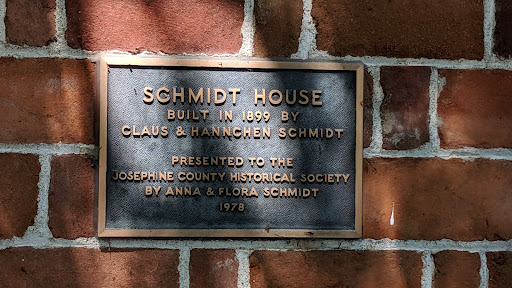 SCHMIDT HOUSE
BUILT IN 1899 BY
CLAUS & HANNCHEN SCHMIDT
PRESENTED TO THE
JOSEPHINE COUNTY HISTORICAL SOCIETY
BY ANNA & FLORA SCHMIDT
1978